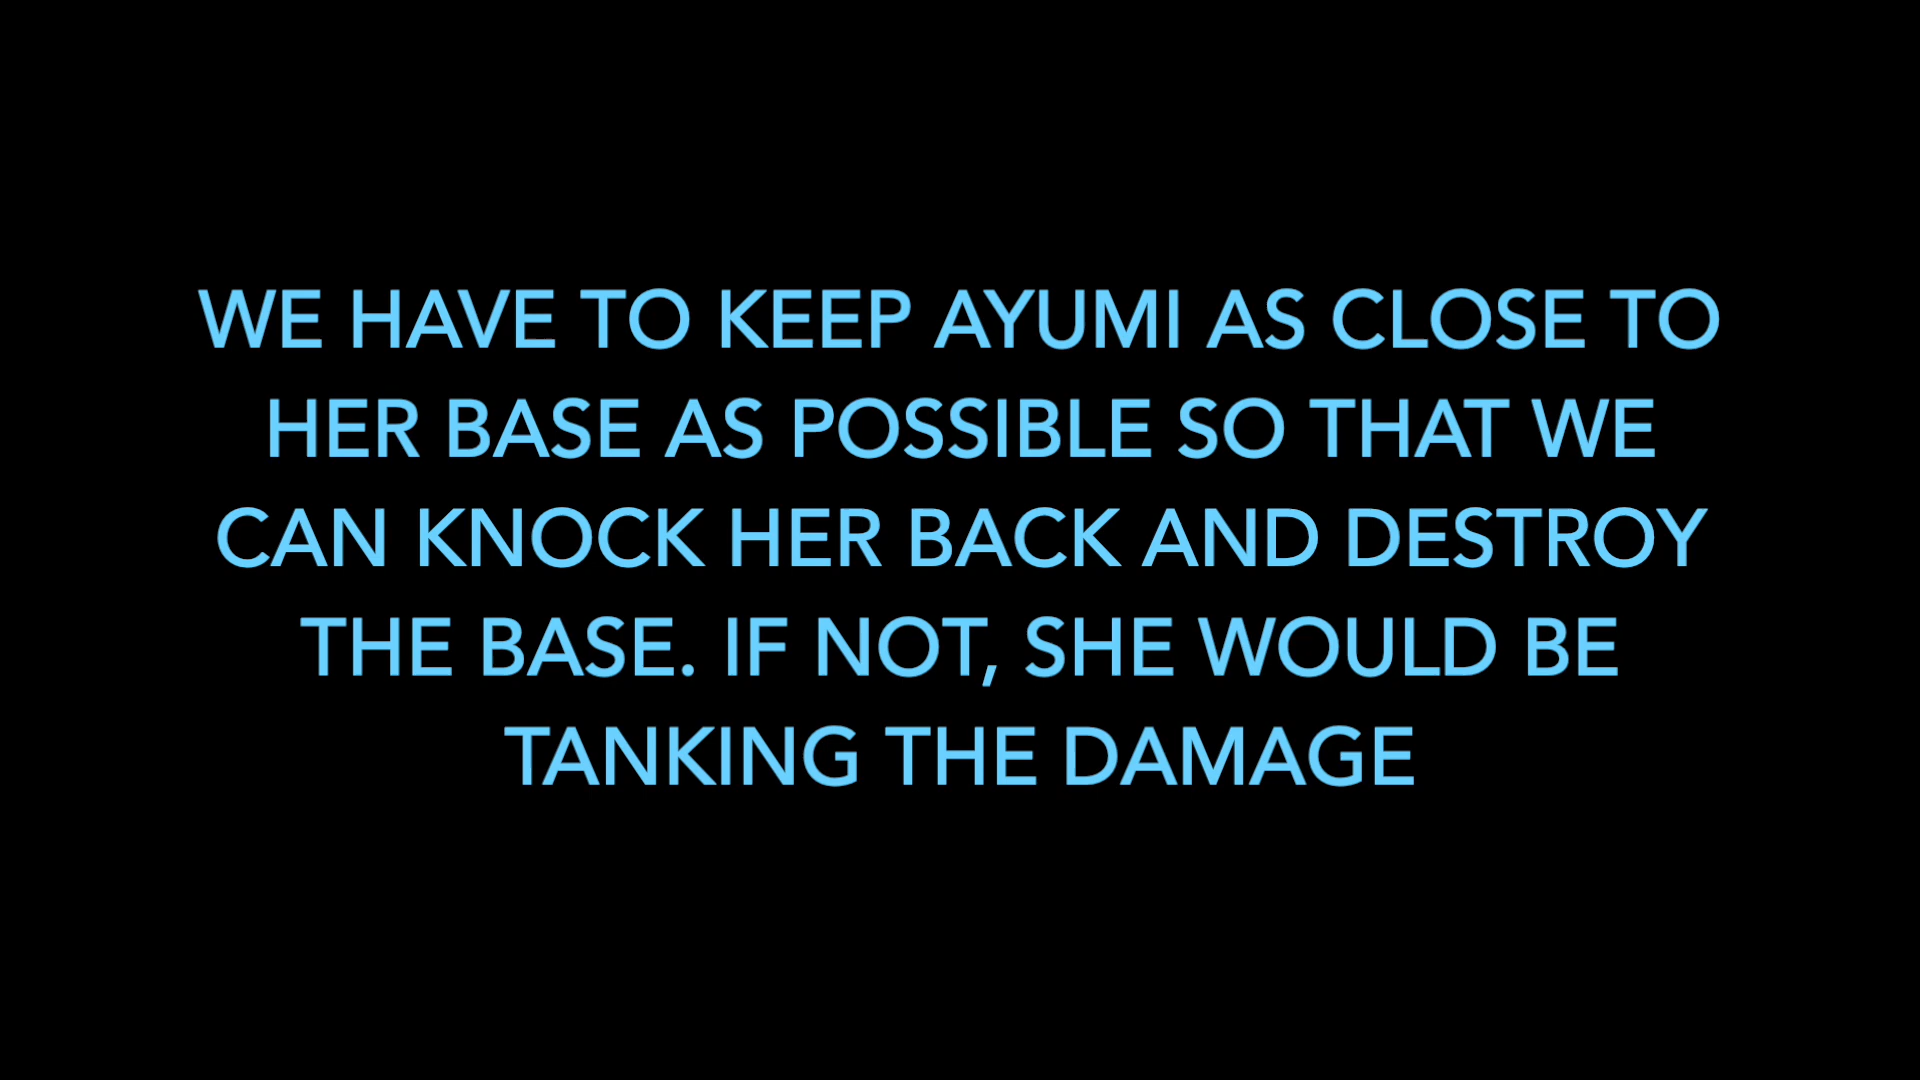 WE HAVE TO KEEP AYUMI AS CLOSE TO
HER BASE AS POSSIBLE SO THAT WE
CAN KNOCK HER BACK AND DESTROY
THE BASE. IF NOT, SHE WOULD BE
TANKING THE DAMAGE